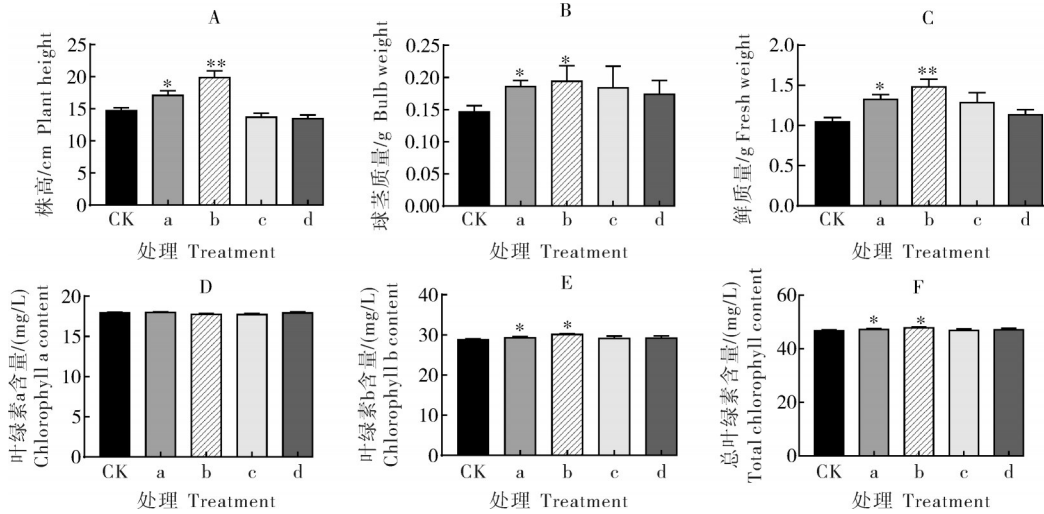 A
株高/cm Plant height
25
20
15
10
5
0
*
**
CK a b c d
处理 Treatment
B
球茎质量/g Bulb weight
0.25
0.20
0.15
0.10
0.05
0.00
*
*
CK a b c d
处理 Treatment
C
鲜质量/g Fresh weight
2.0
1.5
1.0
0.5
0.0
*
**
CK a b c d
处理 Treatment
D
叶绿素a含量/(mg/L)
Chlorophyll a content
20
15
10
5
0
CK a b c d
处理 Treatment
E
叶绿素b含量/(mg/L)
Chlorophyll b content
40
30
20
10
0
*
*
CK a b c d
处理 Treatment
F
总叶绿素含量/(mg/L)
Total chlorophyll content
60
40
20
0
*
*
CK a b c d
处理 Treatment